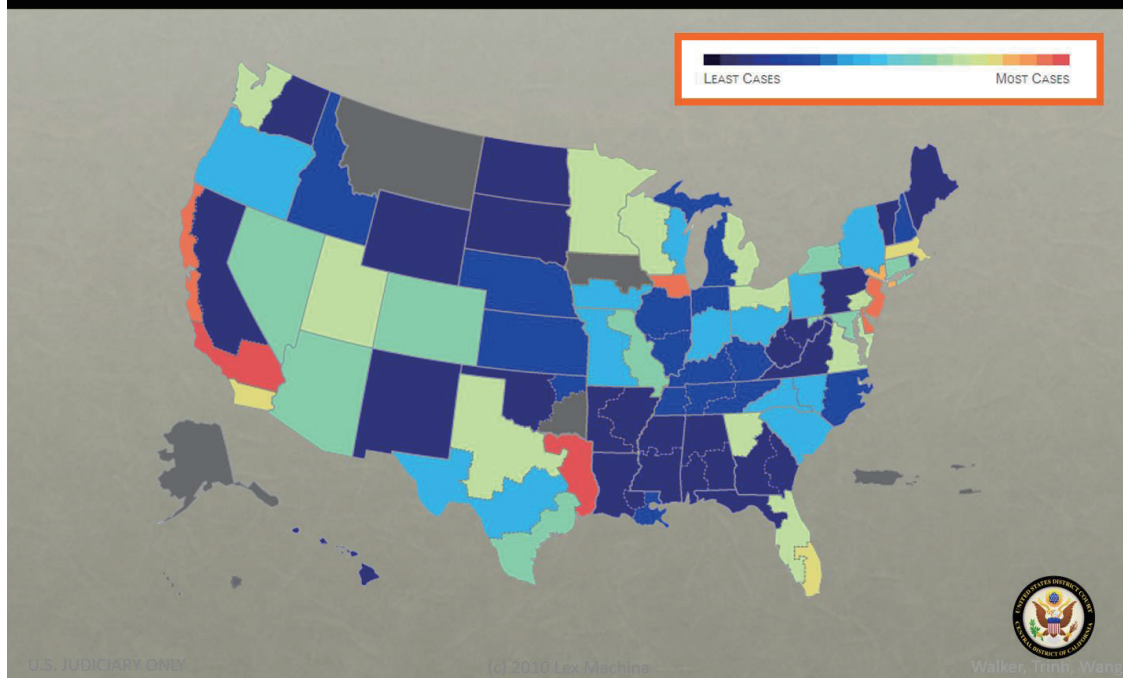 LEAST CASES
MOST CASES
UNITED STATES DISTRICT COURT
CENTRAL DISTRICT OF CALIFORNIA
U.S. JUDICIARY ONLY
(c) 2010 Lex Machina
Walker, Trinh, Wang